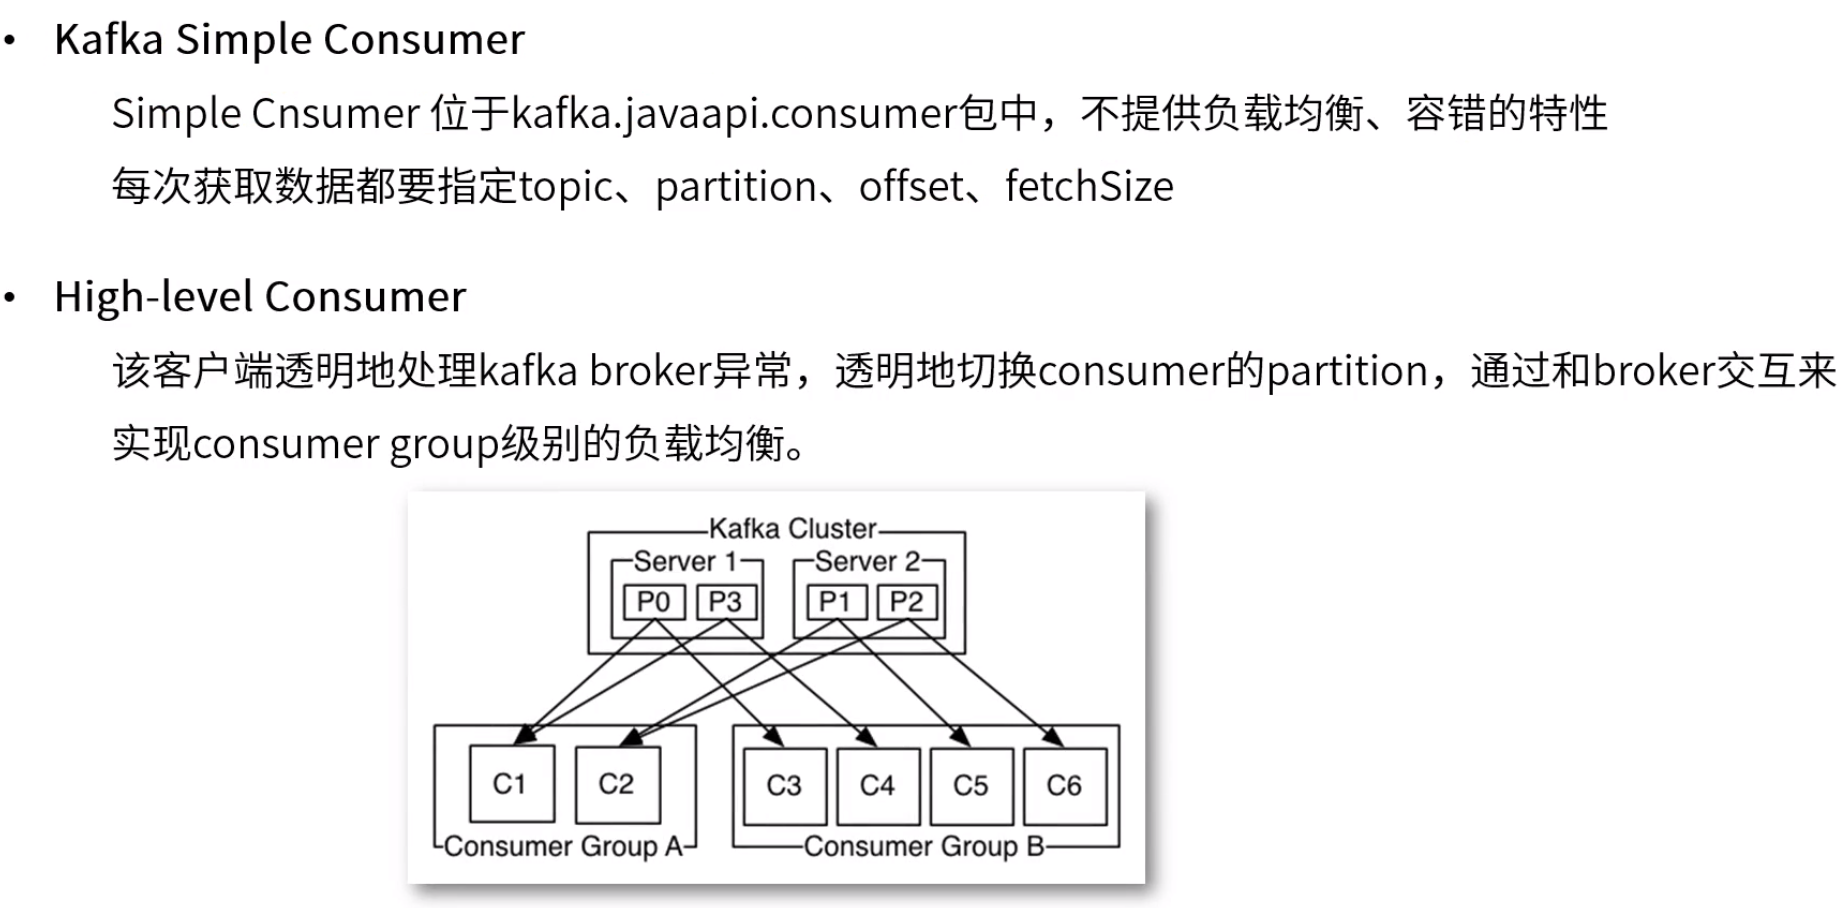 • Kafka Simple Consumer
Simple Cnsumer 位于kafka.javaapi.consumer包中，不提供负载均衡、容错的特性
每次获取数据都要指定topic、partition、offset、fetchSize
• High-level Consumer
该客户端透明地处理kafka broker异常，透明地切换consumer的partition，通过和broker交互来
实现consumer group级别的负载均衡。
Kafka Cluster
Server 1 Server 2
P0 P3 P1 P2
C1 C2 C3 C4 C5 C6
Consumer Group A Consumer Group B